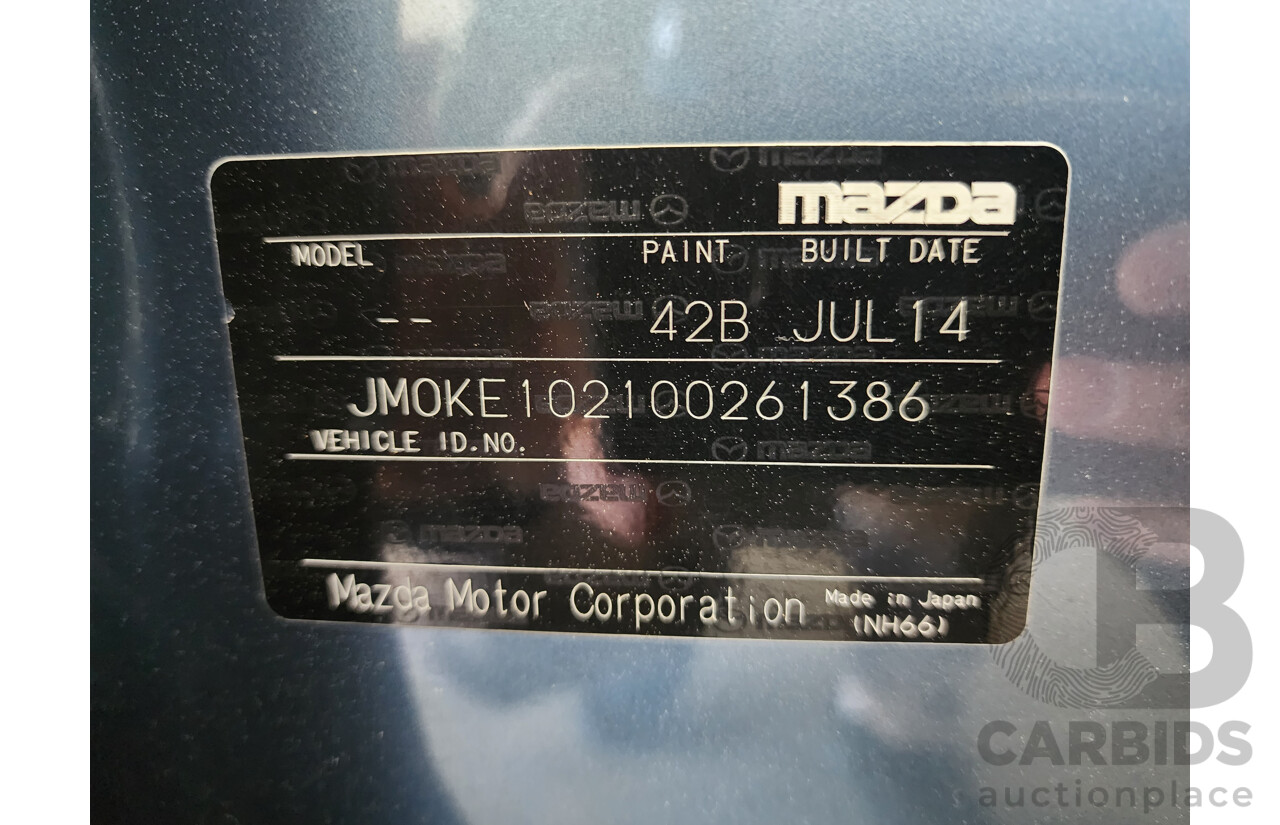 mazda
MODEL PAINT BUILT DATE
-- 42B JUL14
JM0KE102100261386
VEHICLE ID.NO.
Mazda Motor Corporation Made in Japan
(NH66)
CARBIDS
auctionplace